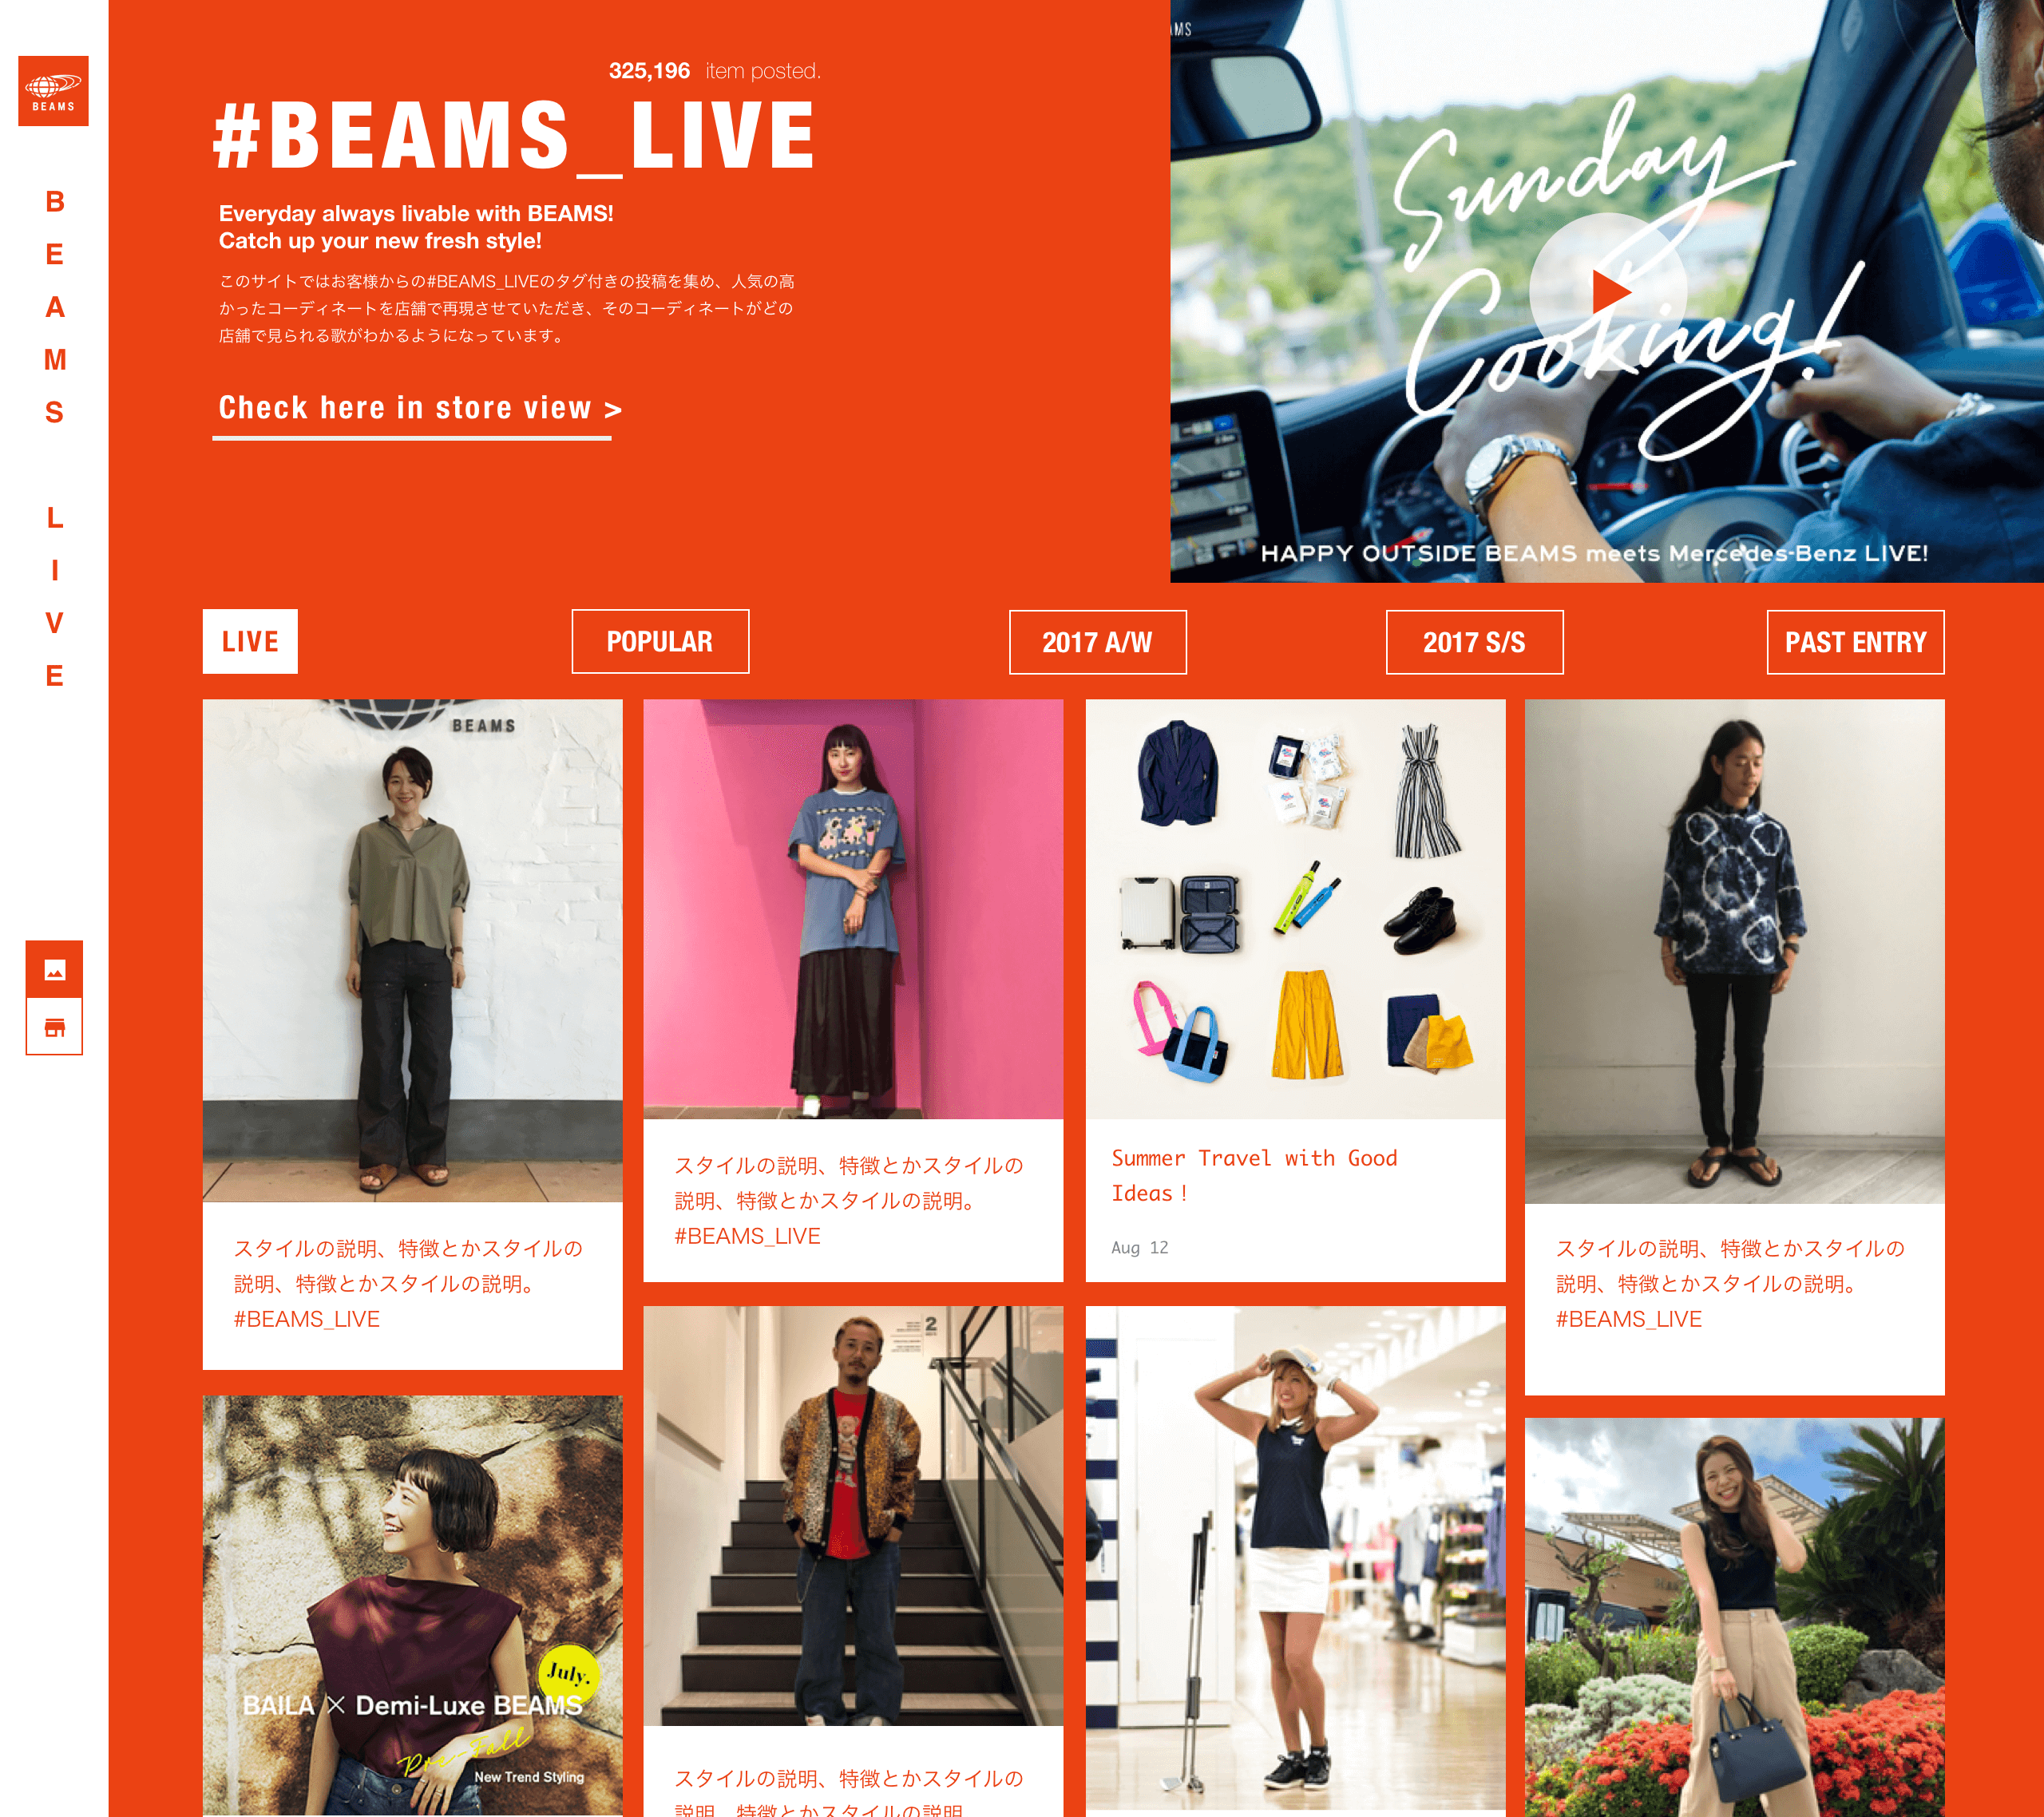 BEAMS
BEAMS LIVE
325,196 item posted.
#BEAMS_LIVE
Everyday always livable with BEAMS!
Catch up your new fresh style!
このサイトではお客様からの#BEAMS_LIVEのタグ付きの投稿を集め、人気の高
かったコーディネートを店舗で再現させていただき、そのコーディネートがどの
店舗で見られる歌がわかるようになっています。
Check here in store view >
AMS
Sunday
Cooking!
HAPPY OUTSIDE BEAMS meets Mercedes-Benz LIVE!
LIVE
POPULAR
2017 A/W
2017 S/S
PAST ENTRY
BEAMS
スタイルの説明、特徴とかスタイルの
説明、特徴とかスタイルの説明。
#BEAMS_LIVE
スタイルの説明、特徴とかスタイルの
説明、特徴とかスタイルの説明。
#BEAMS_LIVE
Summer Travel with Good
Ideas！
Aug 12
スタイルの説明、特徴とかスタイルの
説明、特徴とかスタイルの説明。
#BEAMS_LIVE
July.
BAILA × Demi-Luxe BEAMS
Pre-Fall
New Trend Styling
2
スタイルの説明、特徴とかスタイルの
説明、特徴とかスタイルの説明。